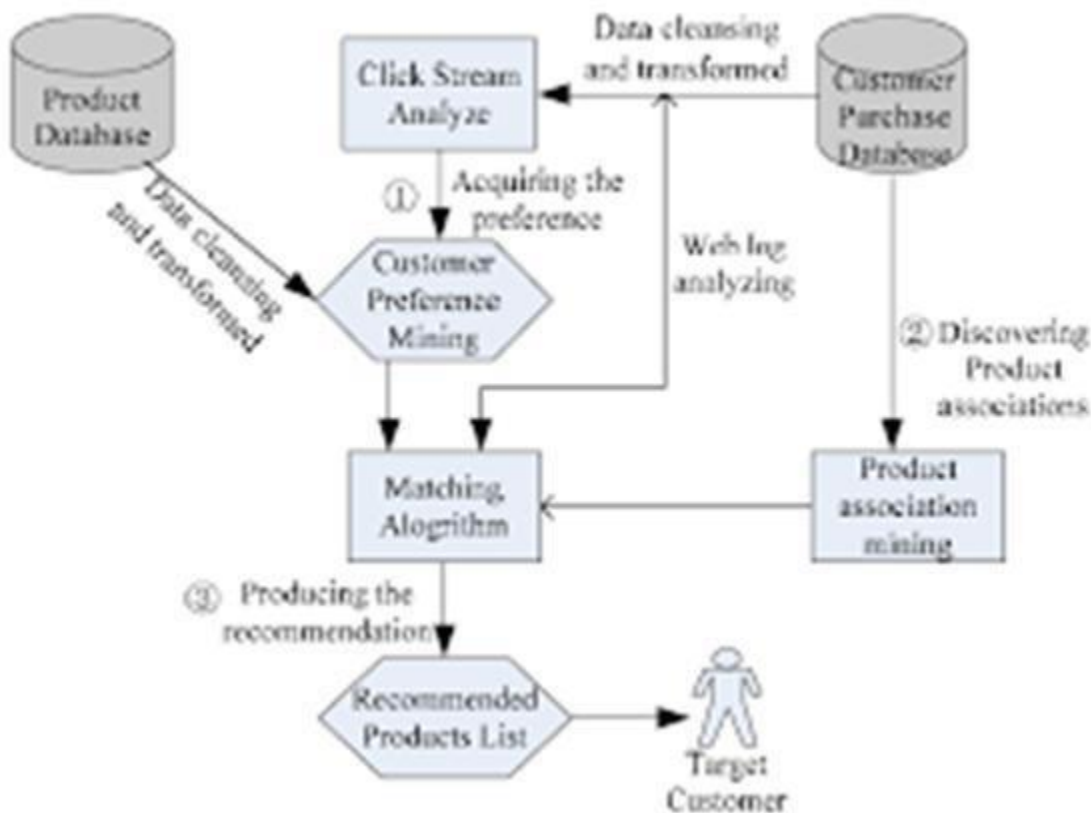 Product
Database
Click Stream
Analyze
Data cleansing
and transformed
Customer
Purchase
Database
Data cleansing
and transformed
① Acquiring the
preference
Customer
Preference
Mining
Web log
analyzing
② Discovering
Product
associations
Matching
Alogrithm
Product
association
mining
③ Producing the
recommendation
Recommended
Products List
Target
Customer